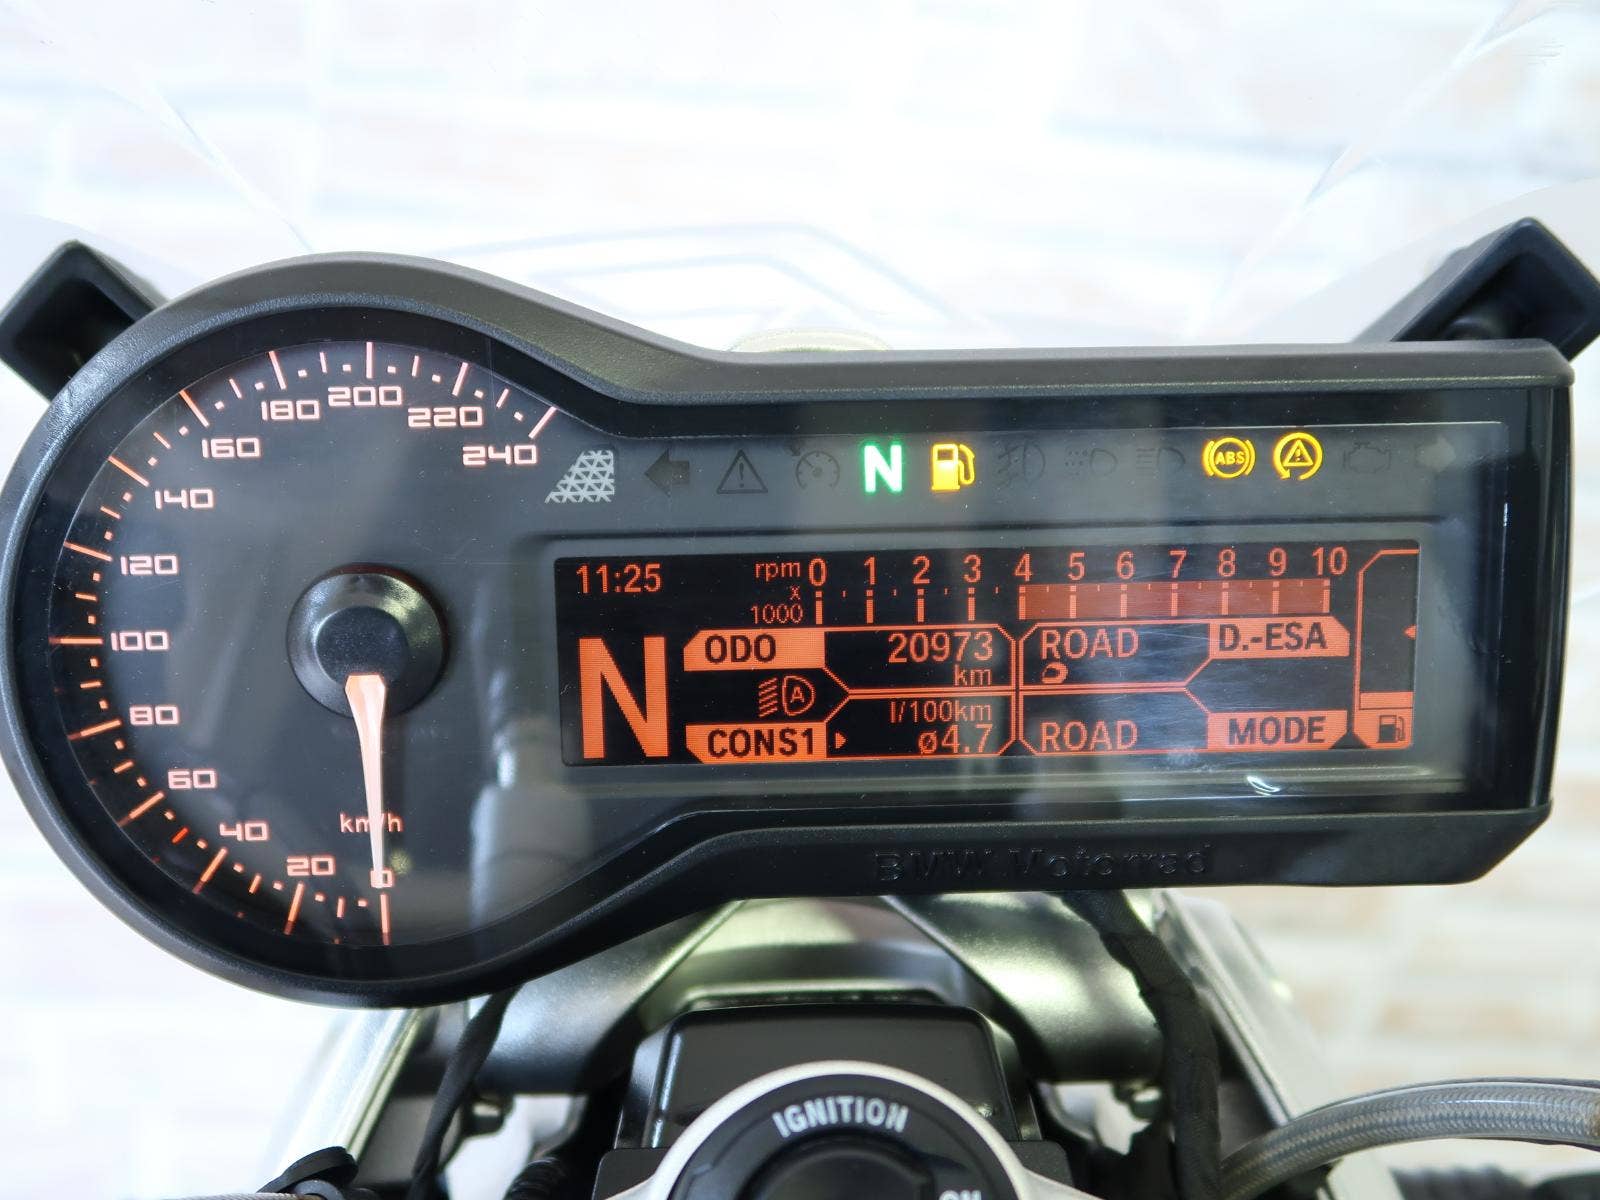 240
220
200
180
160
140
120
100
80
60
40
20
0
km/h
N
ABS
11:25
rpm x 1000
0 1 2 3 4 5 6 7 8 9 10
N
ODO 20973 km
A
CONS1 l/100km ø4.7
ROAD D.-ESA
ROAD MODE
BMW Motorrad
IGNITION
ON